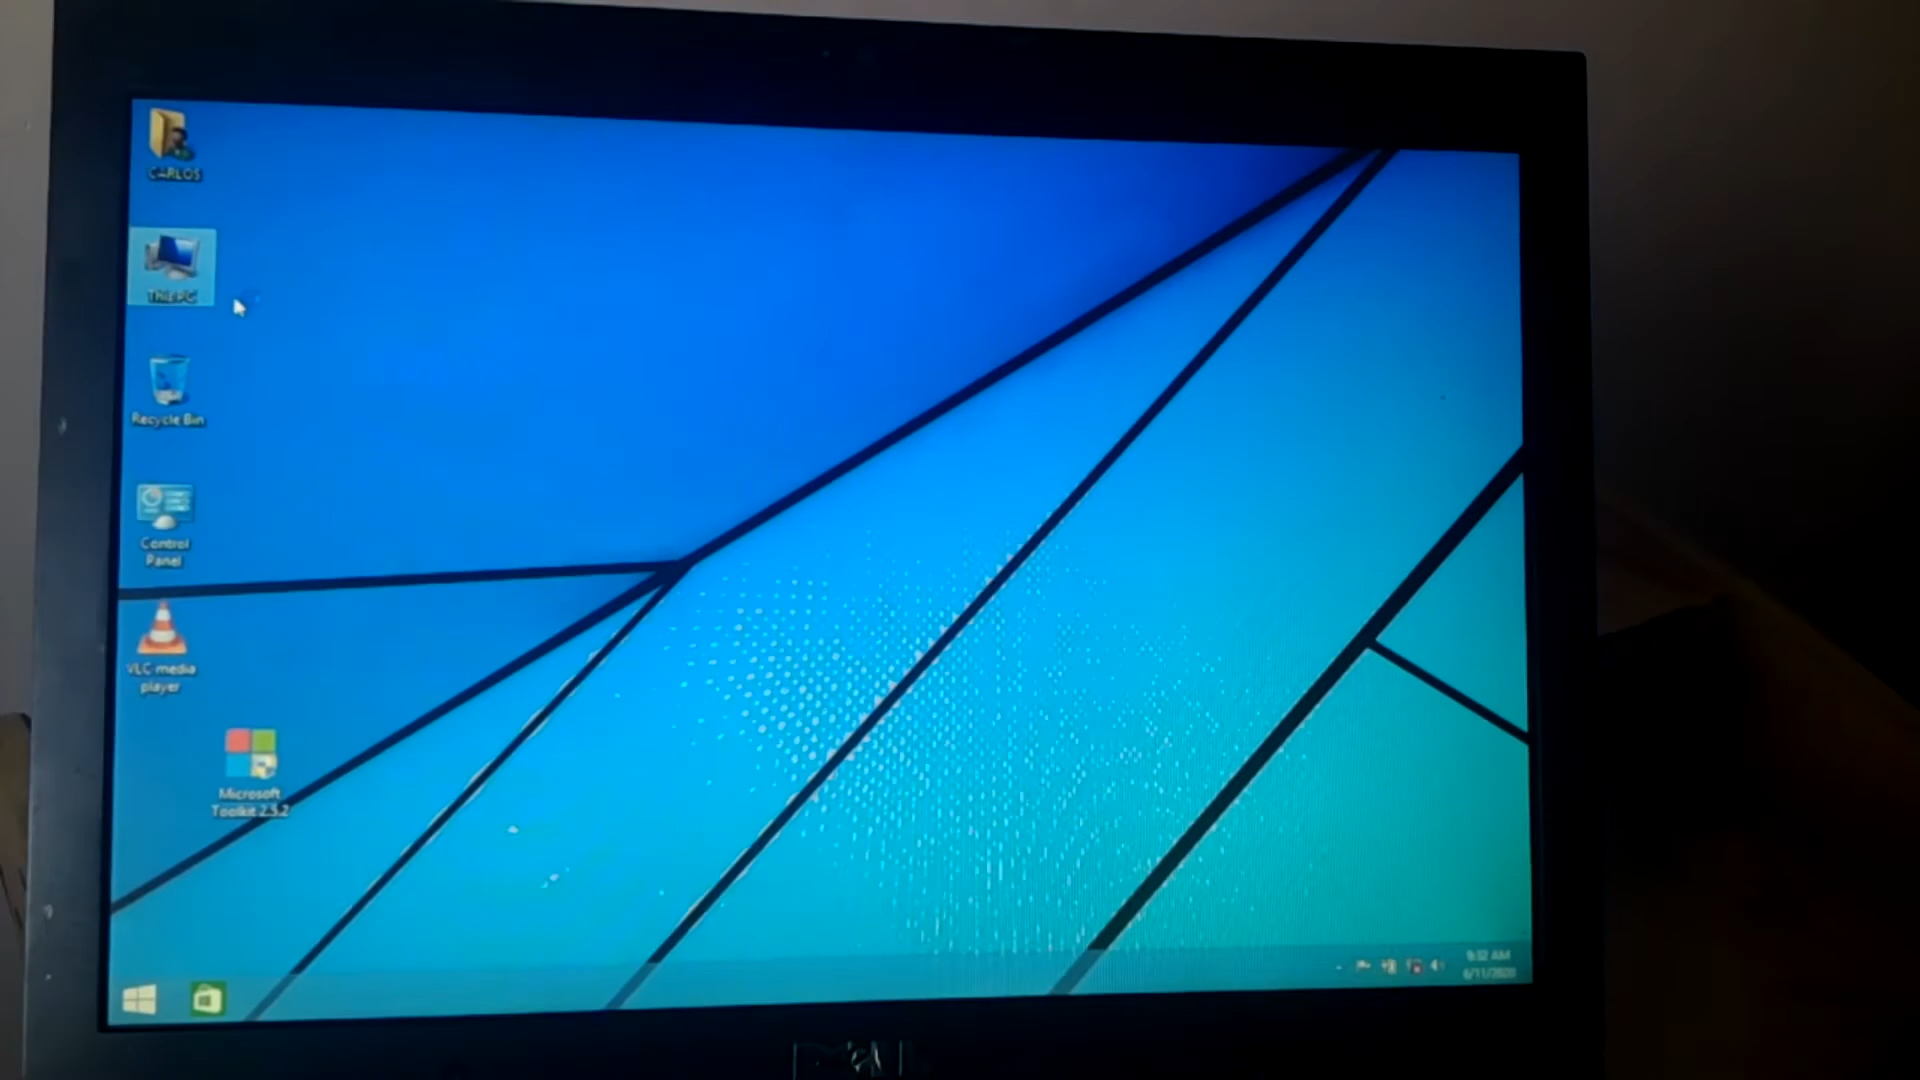 CARLOS
This PC
Recycle Bin
Control
Panel
VLC media
player
Microsoft
Toolkit 2.5.2
9:32 AM
6/11/2020
DELL